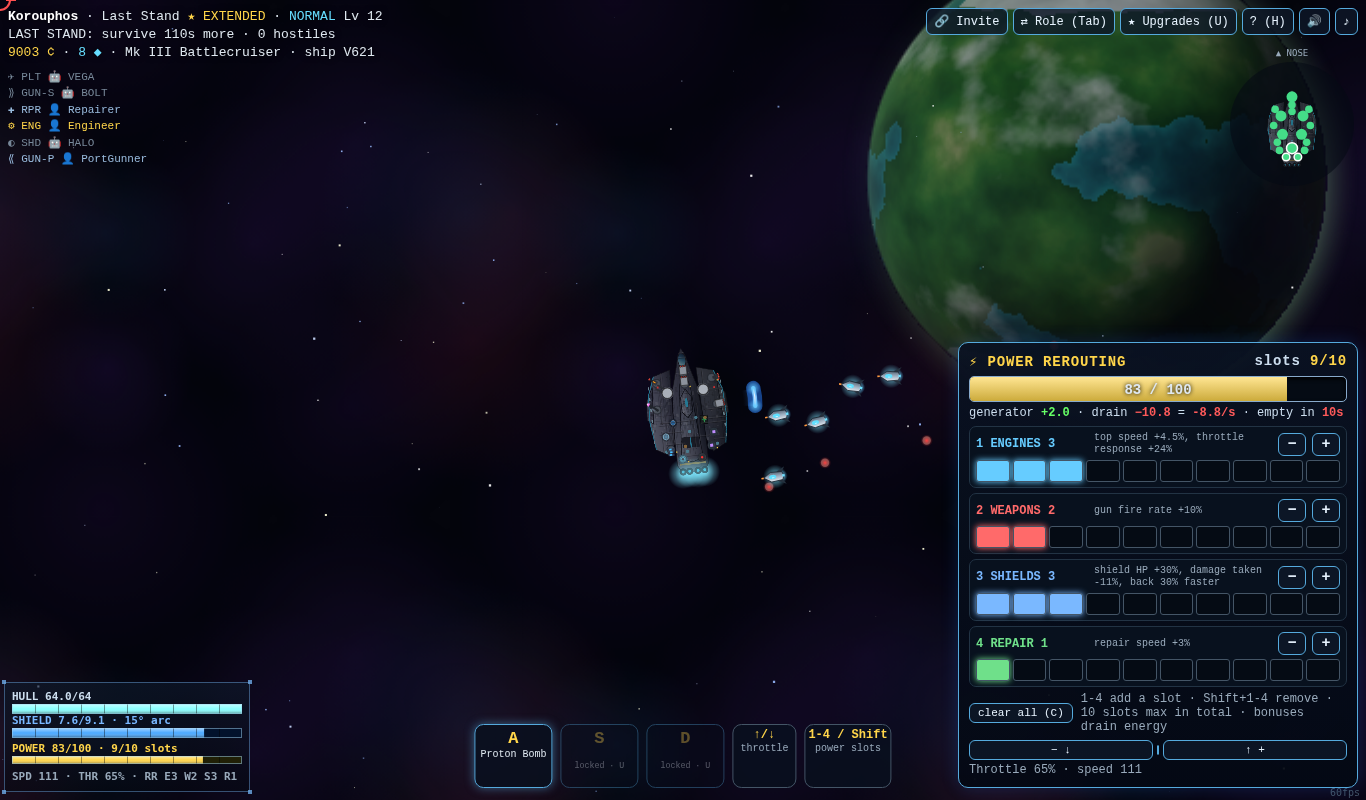 Korouphos · Last Stand ★ EXTENDED · NORMAL Lv 12
LAST STAND: survive 110s more · 0 hostiles
9003 ¢ · 8 ◆ · Mk III Battlecruiser · ship V621
✈ PLT 🤖 VEGA
⟫ GUN-S 🤖 BOLT
✚ RPR 👤 Repairer
⚙ ENG 👤 Engineer
◐ SHD 🤖 HALO
⟪ GUN-P 👤 PortGunner
🔗 Invite
⇄ Role (Tab)
★ Upgrades (U)
? (H)
🔊
♪
▲ NOSE
⚡ POWER REROUTING slots 9/10
83 / 100
generator +2.0 · drain −10.8 = -8.8/s · empty in 10s
1 ENGINES 3 top speed +4.5%, throttle
response +24%
− +
2 WEAPONS 2 gun fire rate +10%
− +
3 SHIELDS 3 shield HP +30%, damage taken
-11%, back 30% faster
− +
4 REPAIR 1 repair speed +3%
− +
clear all (C)
1-4 add a slot · Shift+1-4 remove ·
10 slots max in total · bonuses
drain energy
− ↓
↑ +
Throttle 65% · speed 111
HULL 64.0/64
SHIELD 7.6/9.1 · 15° arc
POWER 83/100 · 9/10 slots
SPD 111 · THR 65% · RR E3 W2 S3 R1
A
Proton Bomb
S
locked · U
D
locked · U
↑/↓
throttle
1-4 / Shift
power slots
60fps